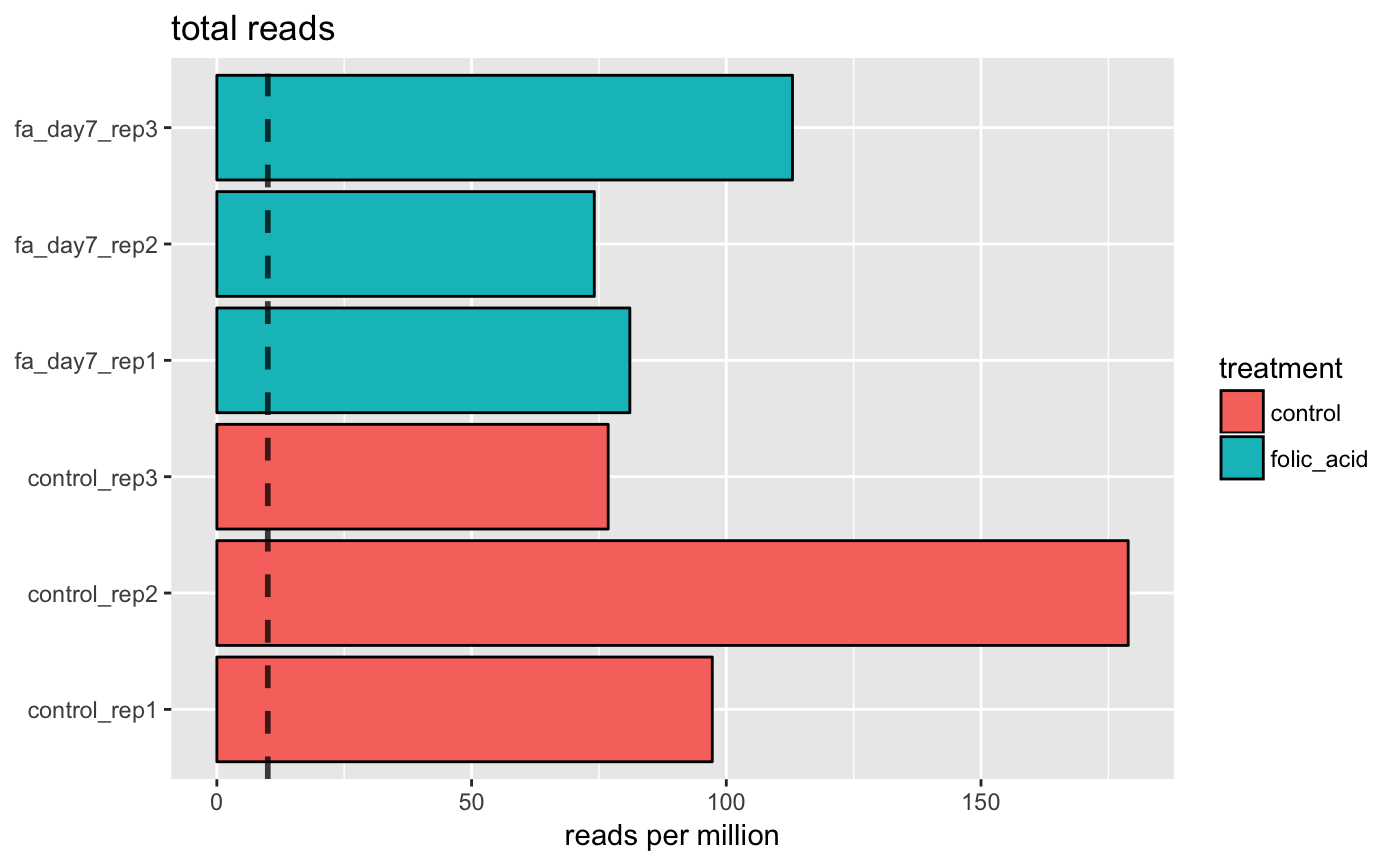 total reads
fa_day7_rep3
fa_day7_rep2
fa_day7_rep1
control_rep3
control_rep2
control_rep1
0 50 100 150
reads per million
treatment
control
folic_acid